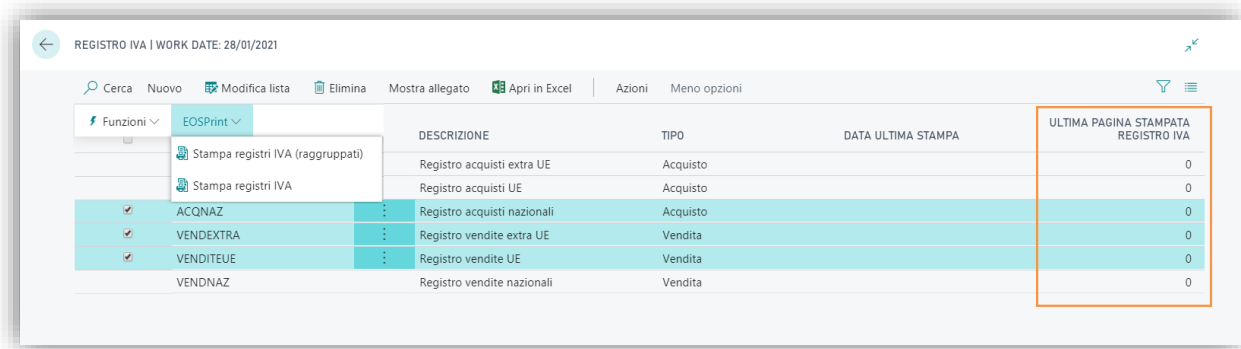 REGISTRO IVA | WORK DATE: 28/01/2021
Cerca Nuovo Modifica lista Elimina Mostra allegato Apri in Excel Azioni Meno opzioni
Funzioni EOSPrint
Stampa registri IVA (raggruppati)
Stampa registri IVA
DESCRIZIONE TIPO DATA ULTIMA STAMPA ULTIMA PAGINA STAMPATA
REGISTRO IVA
Registro acquisti extra UE Acquisto 0
Registro acquisti UE Acquisto 0
ACQNAZ Registro acquisti nazionali Acquisto 0
VENDEXTRA Registro vendite extra UE Vendita 0
VENDITEUE Registro vendite UE Vendita 0
VENDNAZ Registro vendite nazionali Vendita 0